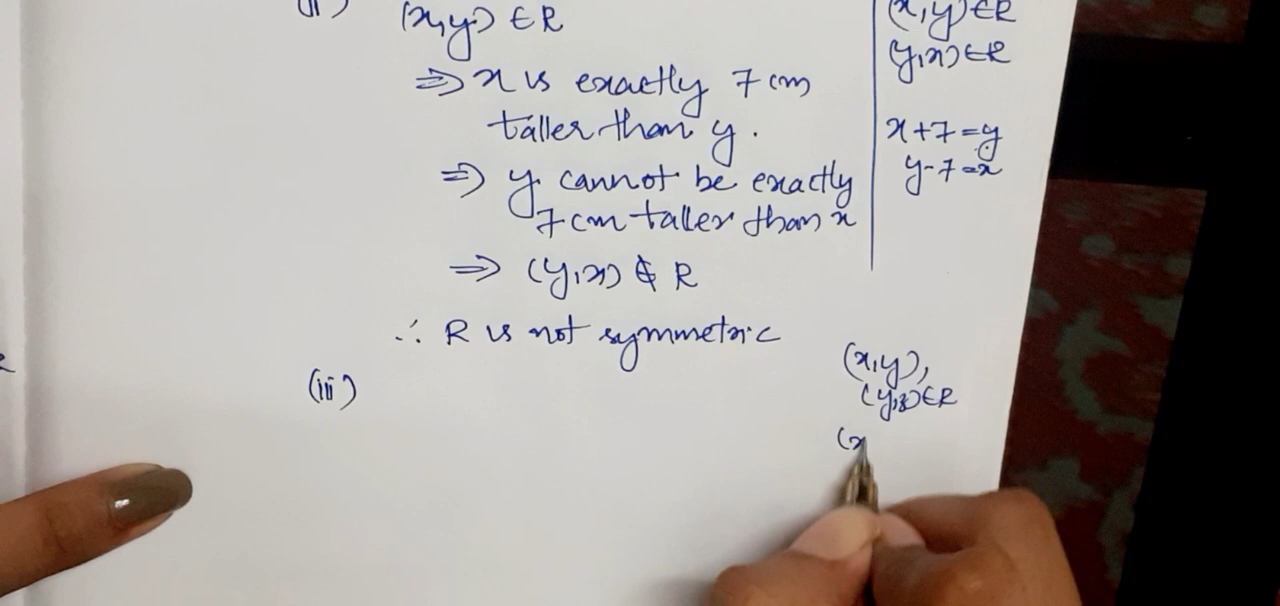 (ii)
(x,y) ∈ R
⇒ x is exactly 7 cm
taller than y.
⇒ y cannot be exactly
7 cm taller than x
⇒ (y,x) ∉ R
∴ R is not symmetric
(iii)
(x,y) ∈ R
(y,x) ∈ R
x+7=y
y-7=x
(x,y),
(y,z) ∈ R
(x